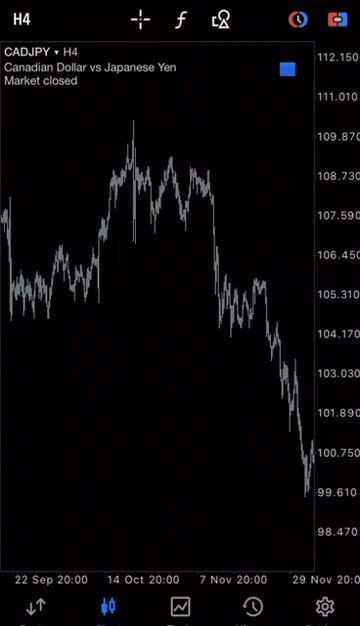 H4
CADJPY ▾ H4
Canadian Dollar vs Japanese Yen
Market closed
112.150
111.010
109.870
108.730
107.590
106.450
105.310
104.170
103.030
101.890
100.750
99.610
98.470
22 Sep 20:00 14 Oct 20:00 7 Nov 20:00 29 Nov 20:0